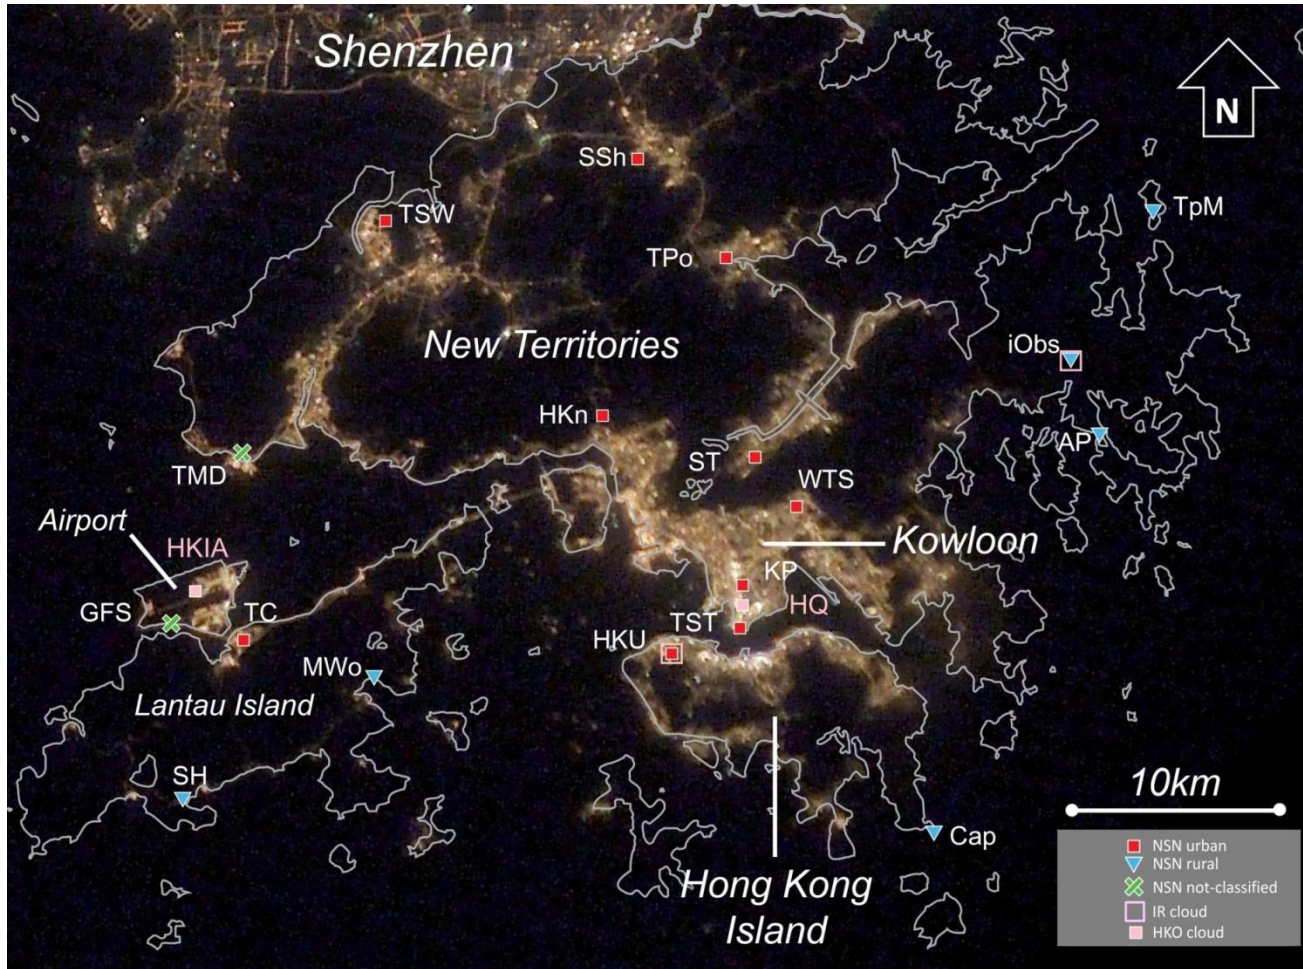 Shenzhen
N
SSh
TSW
TpM
TPo
New Territories
iObs
HKn
AP
ST
TMD
WTS
Airport
HKIA
Kowloon
KP
GFS
TC
TST
HQ
HKU
MWo
Lantau Island
SH
10km
Cap
NSN urban
NSN rural
NSN not-classified
IR cloud
HKO cloud
Hong Kong
Island